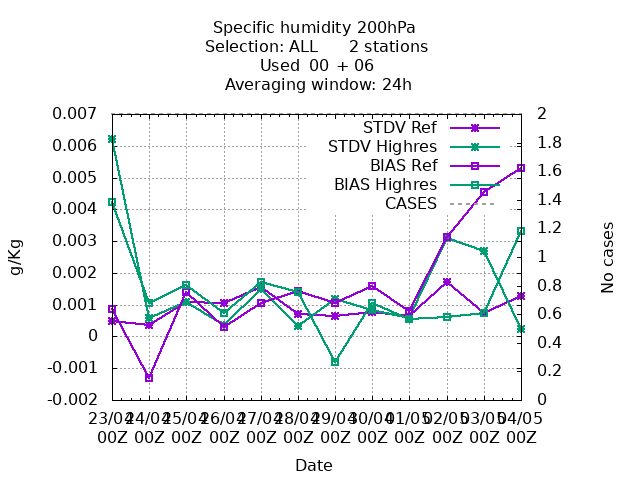 Specific humidity 200hPa
Selection: ALL      2 stations
Used  00  + 06
Averaging window: 24h
0.007
0.006
0.005
0.004
0.003
0.002
0.001
0
-0.001
-0.002
2
1.8
1.6
1.4
1.2
1
0.8
0.6
0.4
0.2
0
STDV Ref
STDV Highres
BIAS Ref
BIAS Highres
CASES
g/Kg
No cases
23/04 24/04 25/04 26/04 27/04 28/04 29/04 30/04 01/05 02/05 03/05 04/05
00Z 00Z 00Z 00Z 00Z 00Z 00Z 00Z 00Z 00Z 00Z 00Z
Date